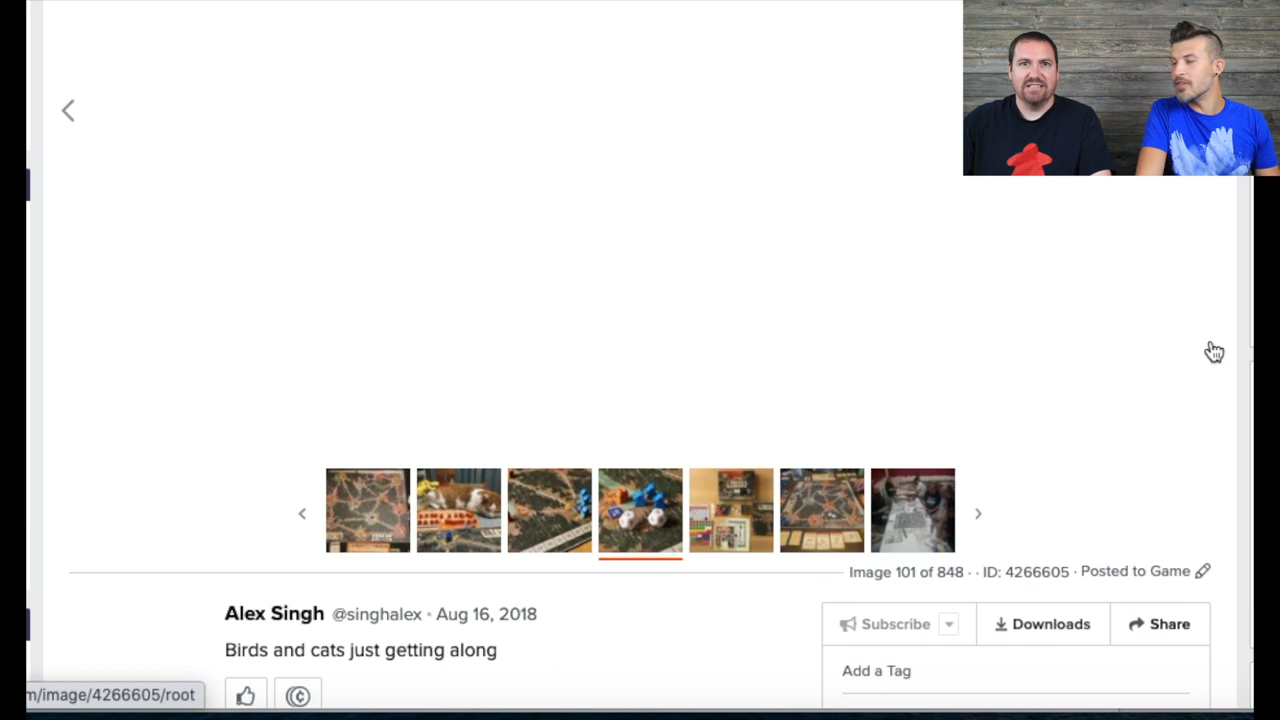 Image 101 of 848 · · ID: 4266605 · Posted to Game
Alex Singh @singhalex · Aug 16, 2018
Birds and cats just getting along
Subscribe
Downloads
Share
Add a Tag
m/image/4266605/root